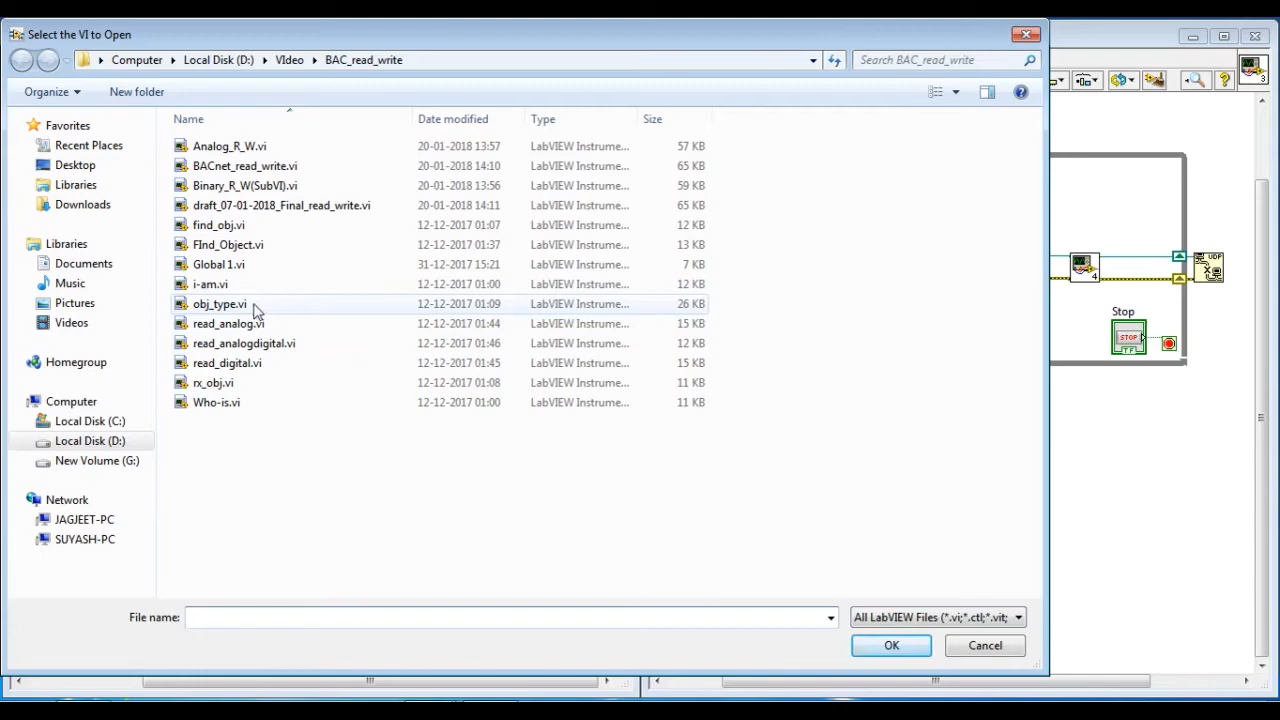 Select the VI to Open
Computer Local Disk (D:) VIdeo BAC_read_write
Search BAC_read_write
Organize New folder
Name Date modified Type Size
Favorites
Recent Places
Desktop
Libraries
Downloads
Libraries
Documents
Music
Pictures
Videos
Homegroup
Computer
Local Disk (C:)
Local Disk (D:)
New Volume (G:)
Network
JAGJEET-PC
SUYASH-PC
Analog_R_W.vi 20-01-2018 13:57 LabVIEW Instrume... 57 KB
BACnet_read_write.vi 20-01-2018 14:10 LabVIEW Instrume... 65 KB
Binary_R_W(SubVI).vi 20-01-2018 13:56 LabVIEW Instrume... 59 KB
draft_07-01-2018_Final_read_write.vi 20-01-2018 14:11 LabVIEW Instrume... 65 KB
find_obj.vi 12-12-2017 01:07 LabVIEW Instrume... 12 KB
FInd_Object.vi 12-12-2017 01:37 LabVIEW Instrume... 13 KB
Global 1.vi 31-12-2017 15:21 LabVIEW Instrume... 7 KB
i-am.vi 12-12-2017 01:00 LabVIEW Instrume... 12 KB
obj_type.vi 12-12-2017 01:09 LabVIEW Instrume... 26 KB
read_analog.vi 12-12-2017 01:44 LabVIEW Instrume... 15 KB
read_analogdigital.vi 12-12-2017 01:46 LabVIEW Instrume... 12 KB
read_digital.vi 12-12-2017 01:45 LabVIEW Instrume... 15 KB
rx_obj.vi 12-12-2017 01:08 LabVIEW Instrume... 11 KB
Who-is.vi 12-12-2017 01:00 LabVIEW Instrume... 11 KB
File name:
All LabVIEW Files (*.vi;*.ctl;*.vit;
OK
Cancel
3
4
UDP
Stop
STOP
TF